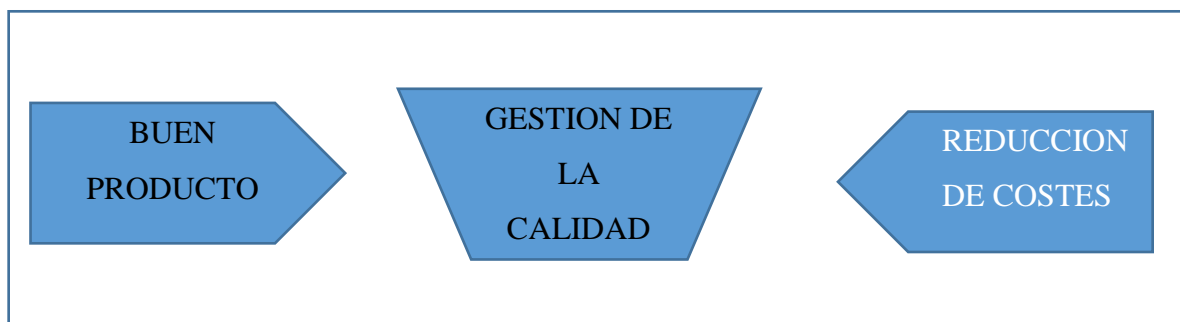 BUEN
PRODUCTO
GESTION DE
LA
CALIDAD
REDUCCION
DE COSTES